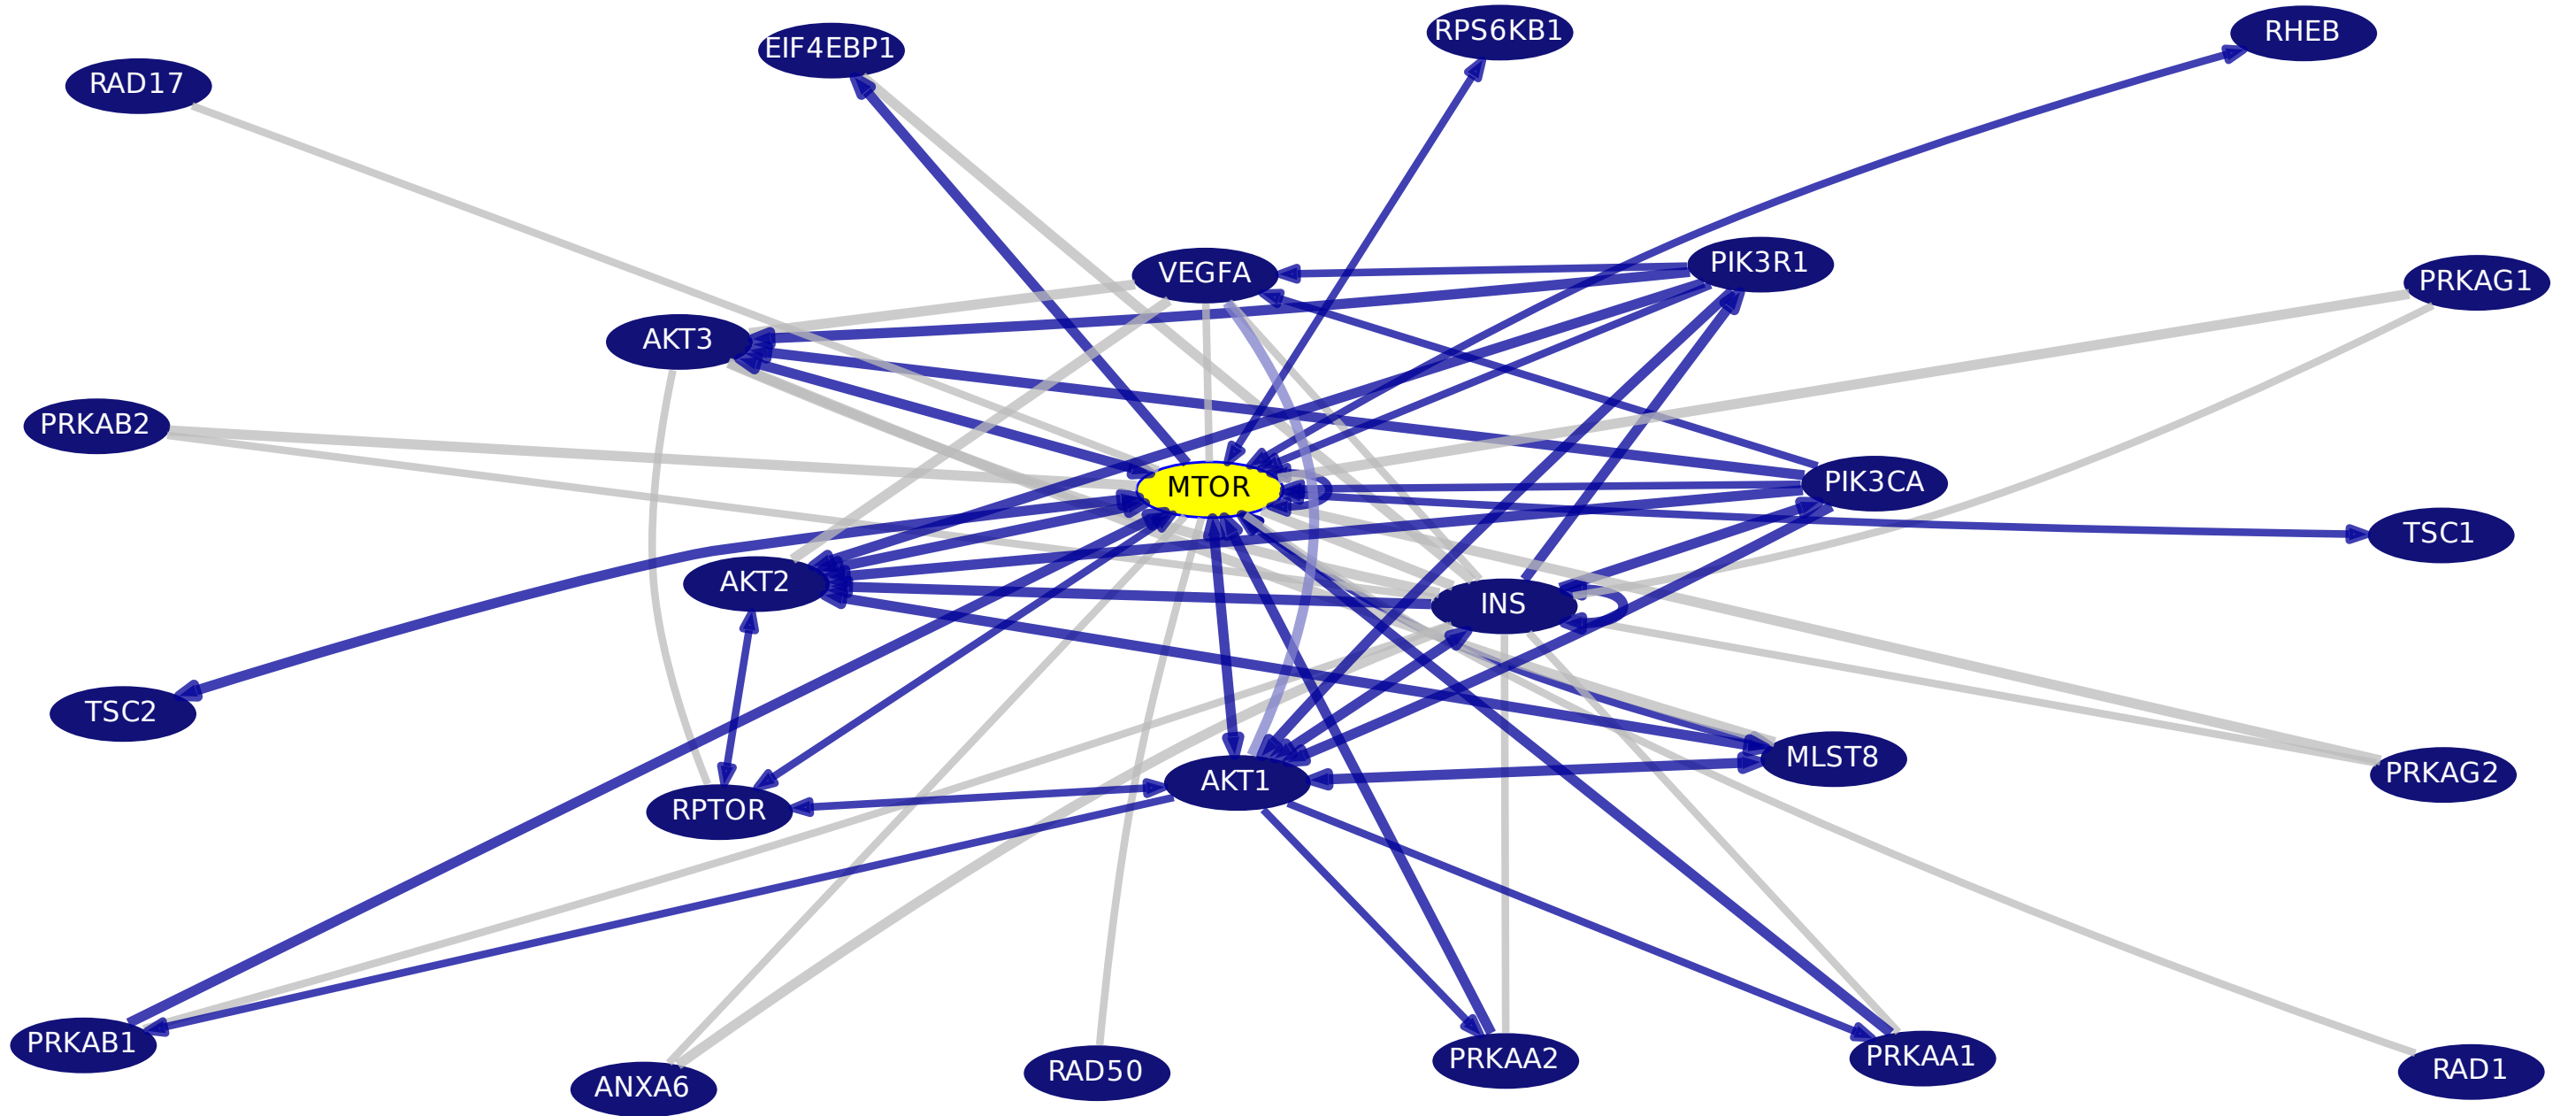 RPS6KB1
RHEB
EIF4EBP1
RAD17
PIK3R1
VEGFA
PRKAG1
AKT3
PRKAB2
PIK3CA
MTOR
TSC1
AKT2
INS
TSC2
MLST8
PRKAG2
AKT1
RPTOR
PRKAB1
PRKAA1
PRKAA2
RAD1
RAD50
ANXA6